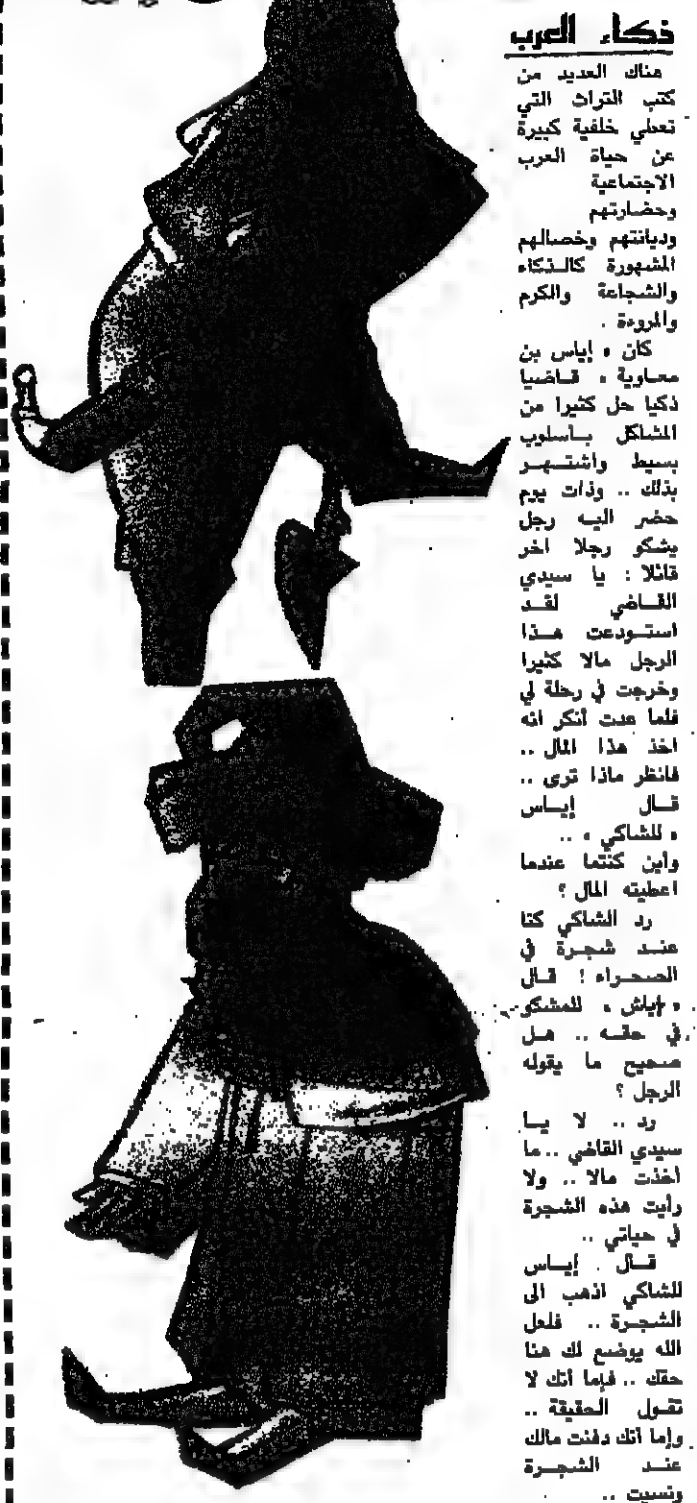 ذكاء العرب
هناك العديد من
كتب التراث التي
تعطي خلفية كبيرة
عن حياة العرب
الاجتماعية
وحضارتهم
وديانتهم وخصالهم
المشهورة كالذكاء
والشجاعة والكرم
والمروءة .
كان « إياس بن
معاوية » قاضيا
ذكيا حل كثيرا من
المشاكل باسلوب
بسيط واشتهر
بذلك .. وذات يوم
حضر اليه رجل
يشكو رجلا اخر
قائلا : يا سيدي
القاضي لقد
استودعت هذا
الرجل مالا كثيرا
وخرجت في رحلة لي
فلما عدت أنكر انه
اخذ هذا المال ..
فانظر ماذا ترى ..
قال إياس
« للشاكي » ..
وأين كنتما عندما
اعطيته المال ؟
رد الشاكي كنا
عند شجرة في
الصحراء ! قال
« إياش » للمشكو
في حقه .. هل
صحيح ما يقوله
الرجل ؟
رد .. لا يا
سيدي القاضي .. ما
أخذت مالا .. ولا
رأيت هذه الشجرة
في حياتي ..
قال إياس
للشاكي اذهب الى
الشجرة .. فلعل
الله يوضح لك هنا
حقك .. فإما أنك لا
تقول الحقيقة ..
وإما أنك دفنت مالك
عند الشجرة
ونسيت ..